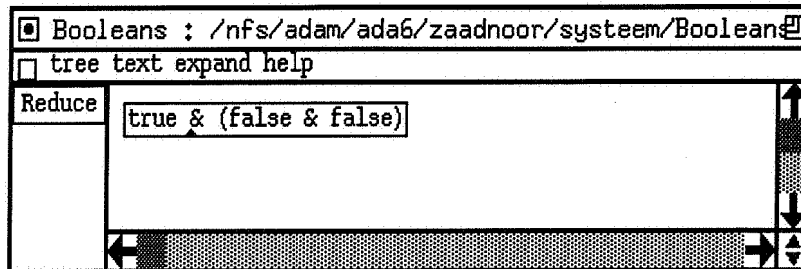 Booleans : /nfs/adam/ada6/zaadnoor/systeem/Booleans
tree text expand help
Reduce
true & (false & false)